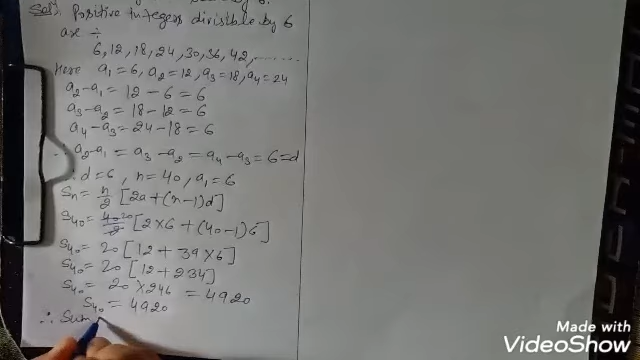 Solⁿ: Positive integers divisible by 6
are ÷
6, 12, 18, 24, 30, 36, 42, ........
Here a₁ = 6, a₂ = 12, a₃ = 18, a₄ = 24
a₂-a₁ = 12 - 6 = 6
a₃-a₂ = 18 - 12 = 6
a₄-a₃ = 24 - 18 = 6
∴ a₂-a₁ = a₃-a₂ = a₄-a₃ = 6 = d
∴ d = 6, n = 40, a₁ = 6
Sₙ = n/2 [2a + (n-1)d]
S₄₀ = 40/2 20 [2×6 + (40-1)6]
S₄₀ = 20 [12 + 39×6]
S₄₀ = 20 [12 + 234]
S₄₀ = 20 × 246 = 4920
S₄₀ = 4920
∴ Sum
Made with
VideoShow